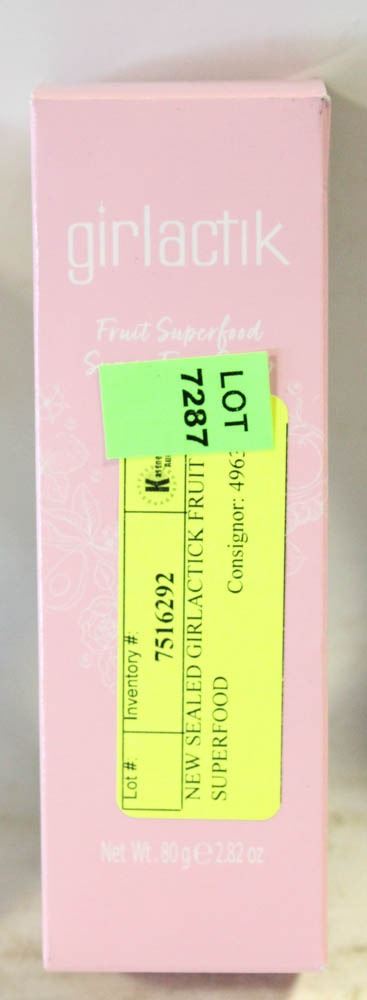 girlactik
Fruit Superfood
LOT
7287
Lot #:
Inventory #:
7516292
NEW SEALED GIRLACTICK FRUIT
SUPERFOOD
Consignor: 496
Net Wt. 80 g ℮ 2.82 oz